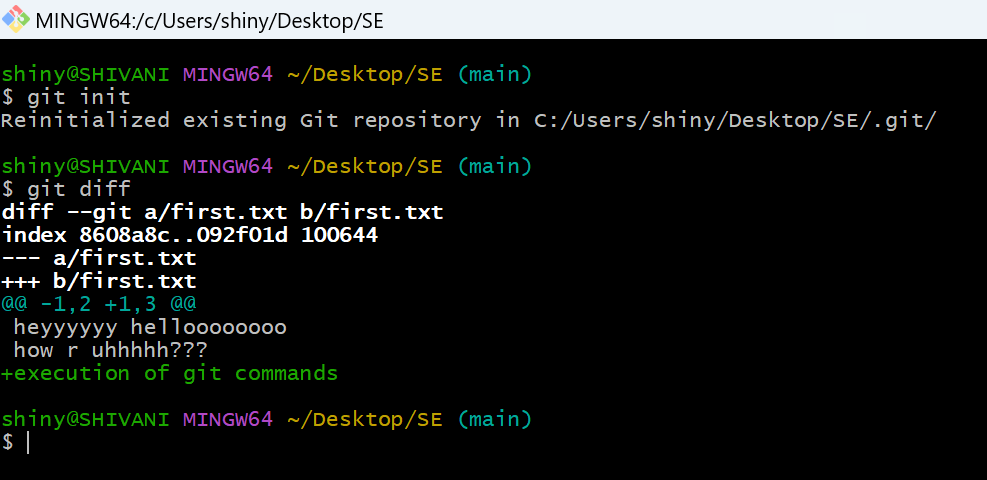 MINGW64:/c/Users/shiny/Desktop/SE
shiny@SHIVANI MINGW64 ~/Desktop/SE (main)
$ git init
Reinitialized existing Git repository in C:/Users/shiny/Desktop/SE/.git/
shiny@SHIVANI MINGW64 ~/Desktop/SE (main)
$ git diff
diff --git a/first.txt b/first.txt
index 8608a8c..092f01d 100644
--- a/first.txt
+++ b/first.txt
@@ -1,2 +1,3 @@
 heyyyyyy helloooooooo
 how r uhhhhh???
+execution of git commands
shiny@SHIVANI MINGW64 ~/Desktop/SE (main)
$